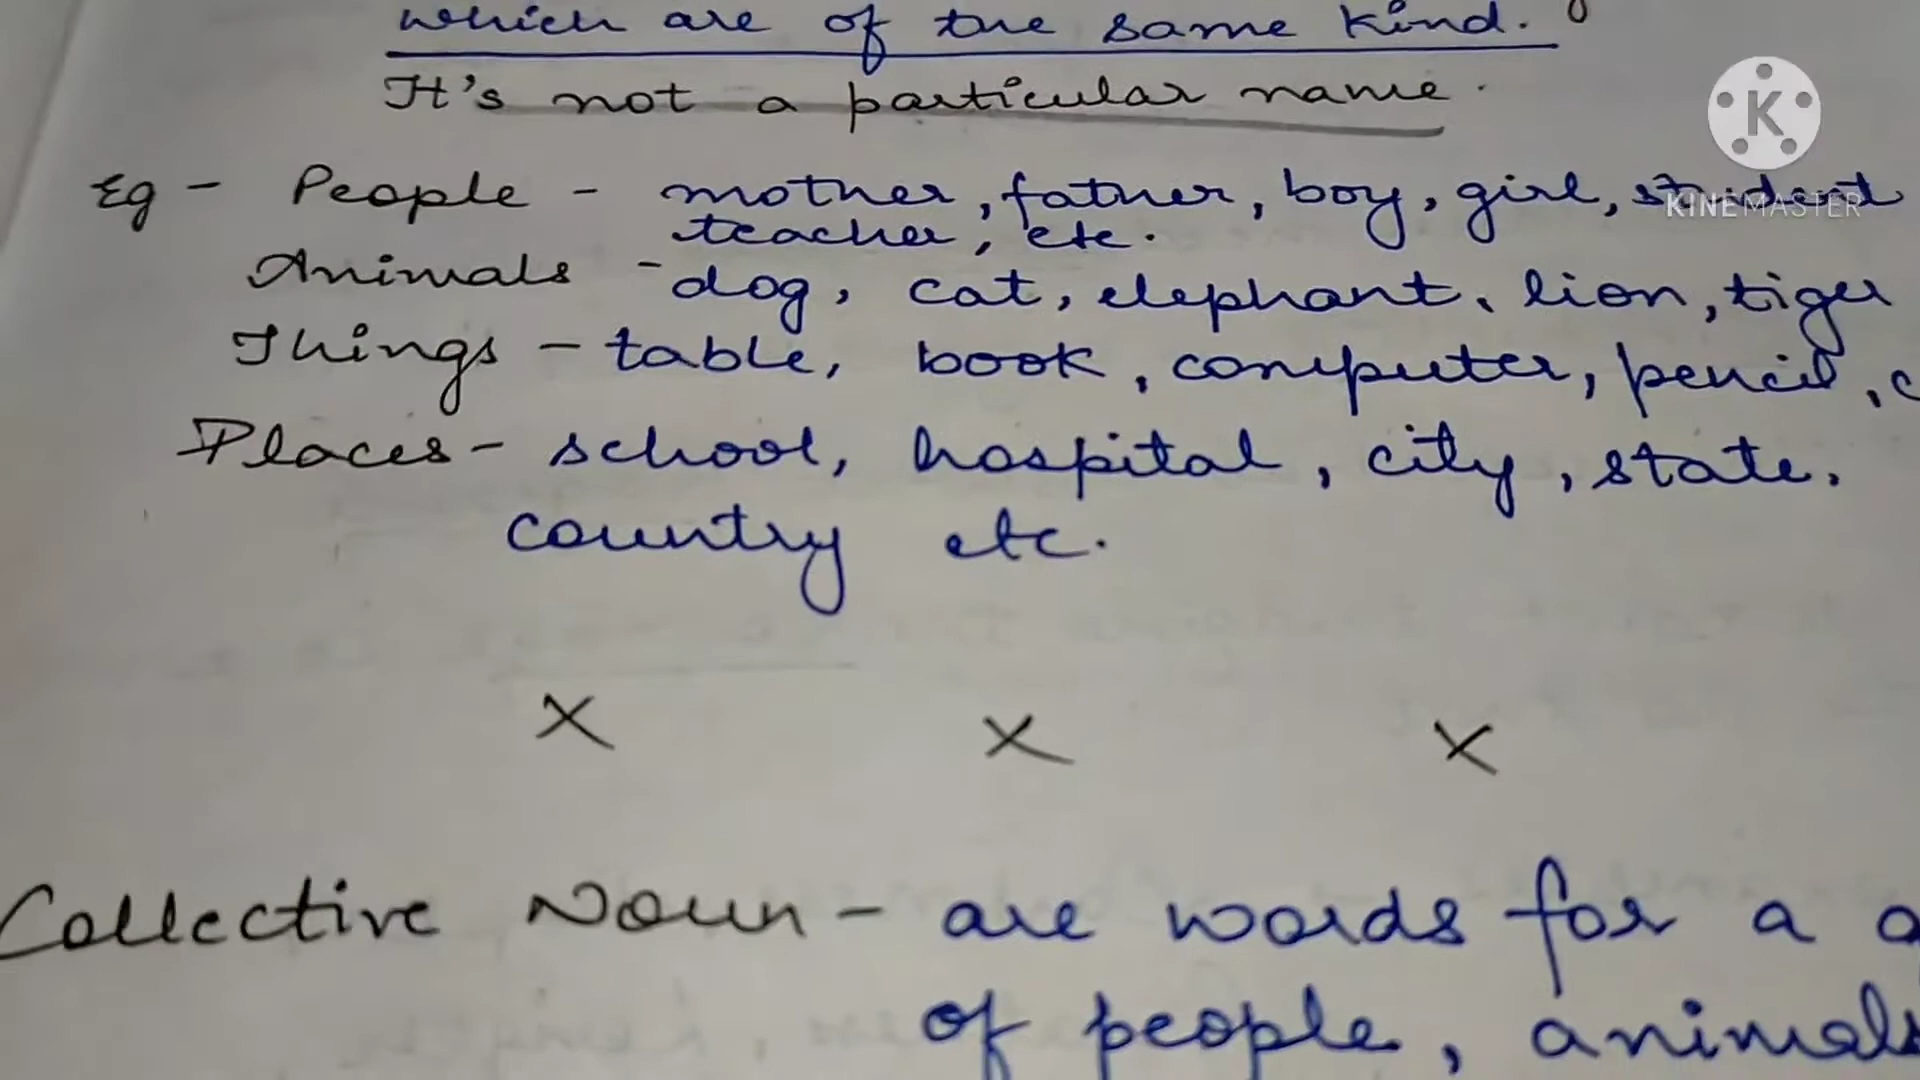 which are of the same kind.
It's not a particular name.
K
Eg - People - mother, father, boy, girl, student
KINEMASTER
teacher, etc.
Animals - dog, cat, elephant, lion, tiger
Things - table, book, computer, pencil,
Places - school, hospital, city, state,
country etc.
x x x
Collective Noun - are words for a
of people, animals